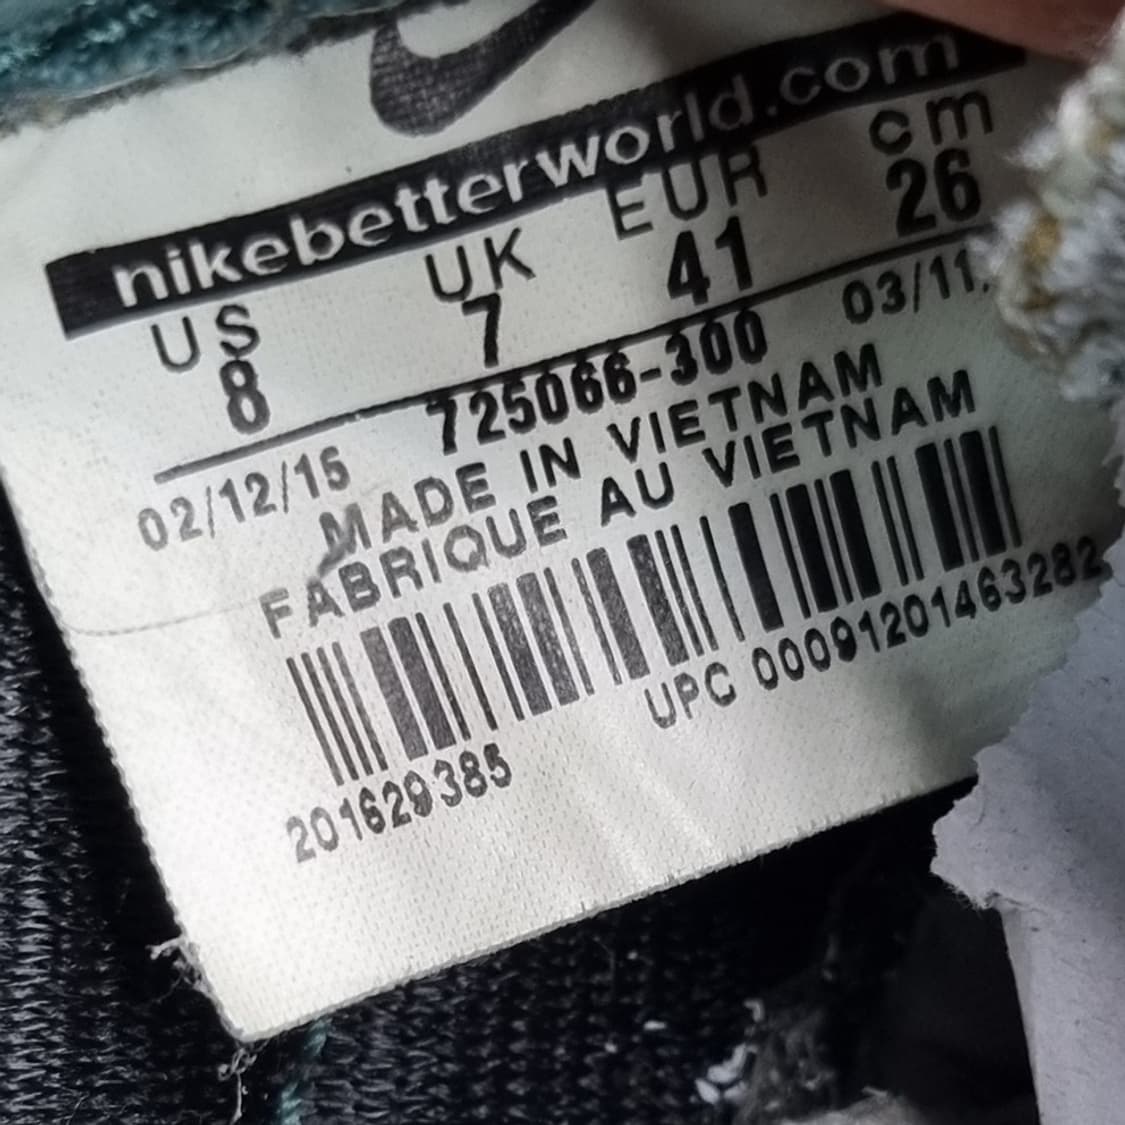 nikebetterworld.com
US UK EUR cm
8 7 41 26
02/12/15 725066-300 03/11
MADE IN VIETNAM
FABRIQUE AU VIETNAM
201629385 UPC 00091201463282